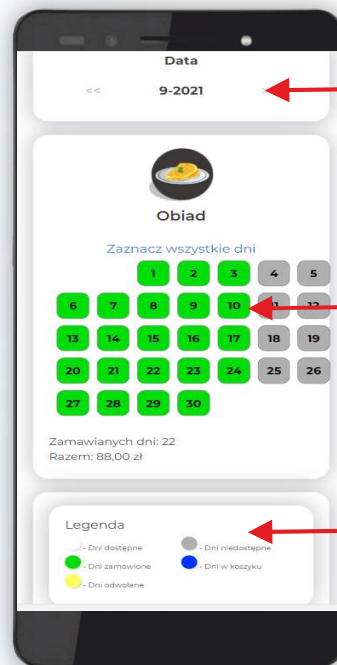 Data
<< 9-2021
Obiad
Zaznacz wszystkie dni
1 2 3 4 5
6 7 8 9 10 11 12
13 14 15 16 17 18 19
20 21 22 23 24 25 26
27 28 29 30
Zamawianych dni: 22
Razem: 88,00 zł
Legenda
- Dni dostępne - Dni niedostępne
- Dni zamówione - Dni w koszyku
- Dni odwołane